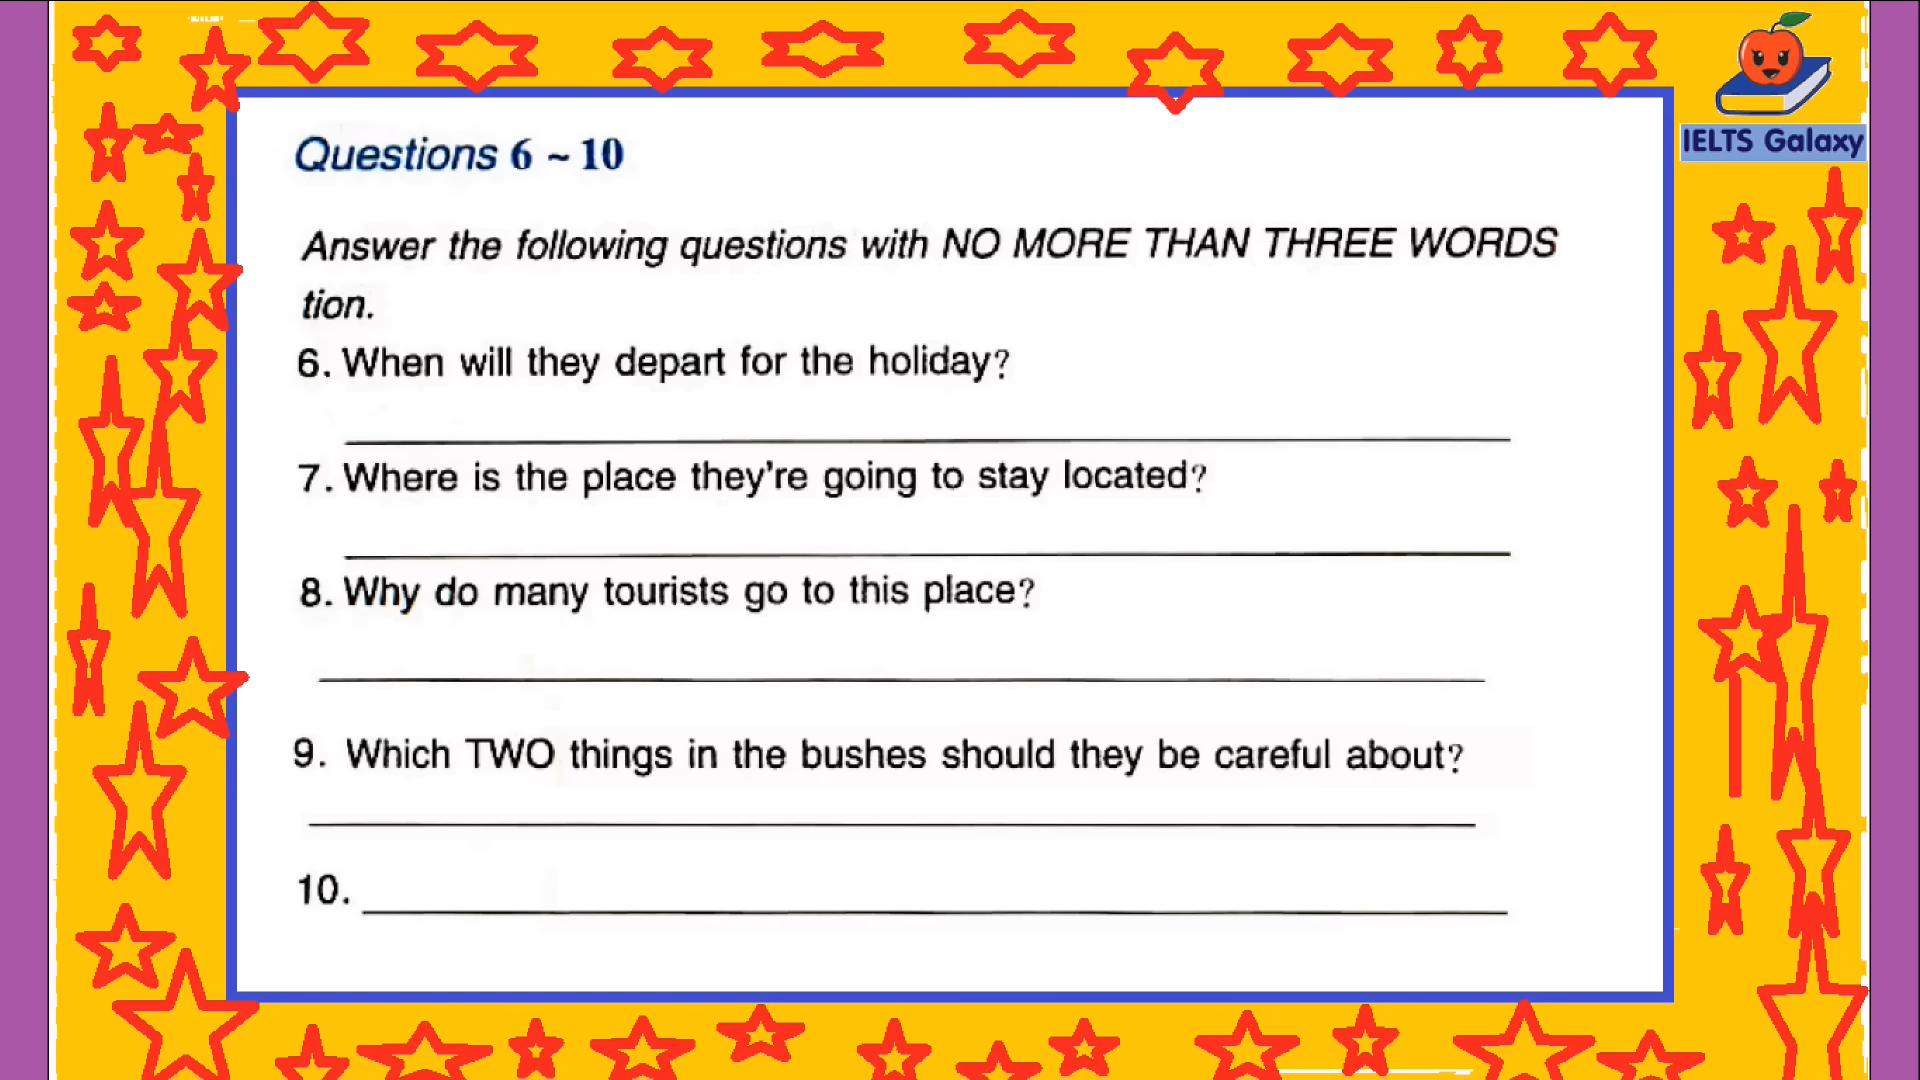 IELTS Galaxy
Questions 6 ~ 10
Answer the following questions with NO MORE THAN THREE WORDS
tion.
6. When will they depart for the holiday?
7. Where is the place they're going to stay located?
8. Why do many tourists go to this place?
9. Which TWO things in the bushes should they be careful about?
10.